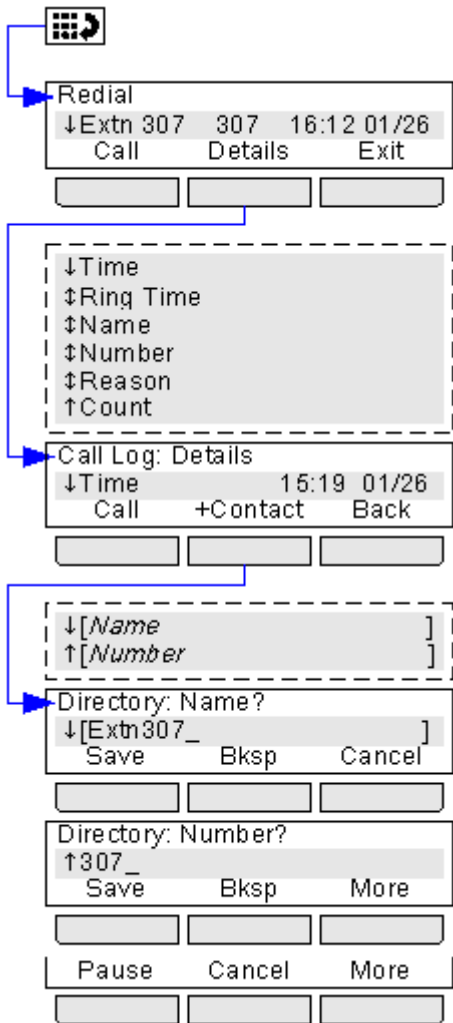 Redial
↓Extn 307 307 16:12 01/26
Call Details Exit
↓Time
↕Ring Time
↕Name
↕Number
↕Reason
↑Count
Call Log: Details
↓Time 15:19 01/26
Call +Contact Back
↓[Name ]
↑[Number ]
Directory: Name?
↓[Extn307_ ]
Save Bksp Cancel
Directory: Number?
↑307_
Save Bksp More
Pause Cancel More